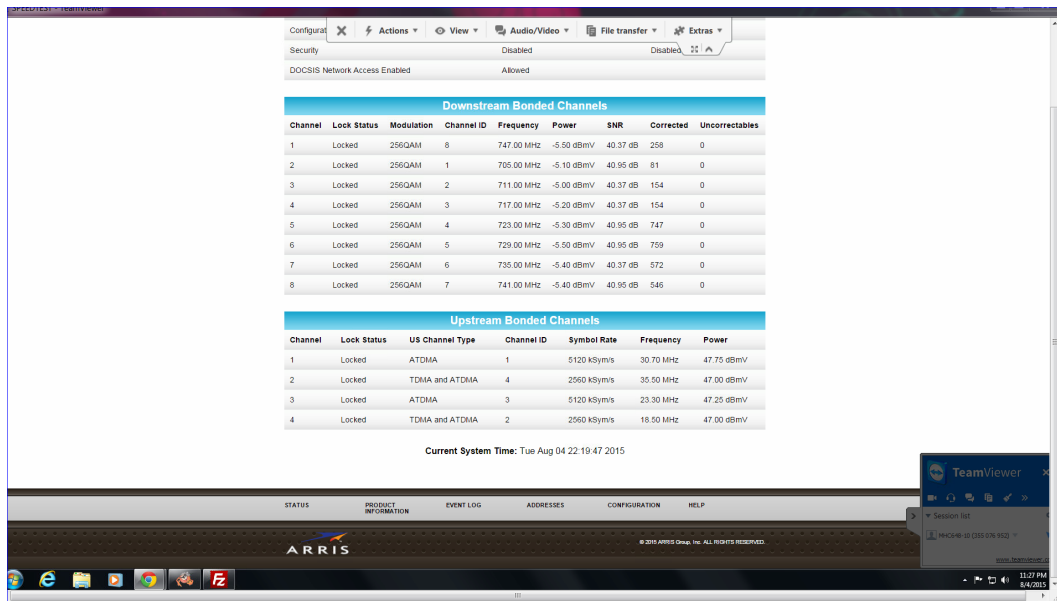 SPEEDTEST - TeamViewer
Configurat
Actions View Audio/Video File transfer Extras
Security Disabled Disabled
DOCSIS Network Access Enabled Allowed
Downstream Bonded Channels
Channel Lock Status Modulation Channel ID Frequency Power SNR Corrected Uncorrectables
1 Locked 256QAM 8 747.00 MHz -5.50 dBmV 40.37 dB 258 0
2 Locked 256QAM 1 705.00 MHz -5.10 dBmV 40.95 dB 81 0
3 Locked 256QAM 2 711.00 MHz -5.00 dBmV 40.37 dB 154 0
4 Locked 256QAM 3 717.00 MHz -5.20 dBmV 40.37 dB 154 0
5 Locked 256QAM 4 723.00 MHz -5.30 dBmV 40.95 dB 747 0
6 Locked 256QAM 5 729.00 MHz -5.50 dBmV 40.95 dB 759 0
7 Locked 256QAM 6 735.00 MHz -5.40 dBmV 40.37 dB 572 0
8 Locked 256QAM 7 741.00 MHz -5.40 dBmV 40.95 dB 546 0
Upstream Bonded Channels
Channel Lock Status US Channel Type Channel ID Symbol Rate Frequency Power
1 Locked ATDMA 1 5120 kSym/s 30.70 MHz 47.75 dBmV
2 Locked TDMA and ATDMA 4 2560 kSym/s 35.50 MHz 47.00 dBmV
3 Locked ATDMA 3 5120 kSym/s 23.30 MHz 47.25 dBmV
4 Locked TDMA and ATDMA 2 2560 kSym/s 18.50 MHz 47.00 dBmV
Current System Time: Tue Aug 04 22:19:47 2015
TeamViewer
Session list
www.teamviewer.c
STATUS PRODUCT INFORMATION EVENT LOG ADDRESSES CONFIGURATION HELP
ARRIS
© 2015 ARRIS Group, Inc. ALL RIGHTS RESERVED.
Fz
11:27 PM
8/4/2015